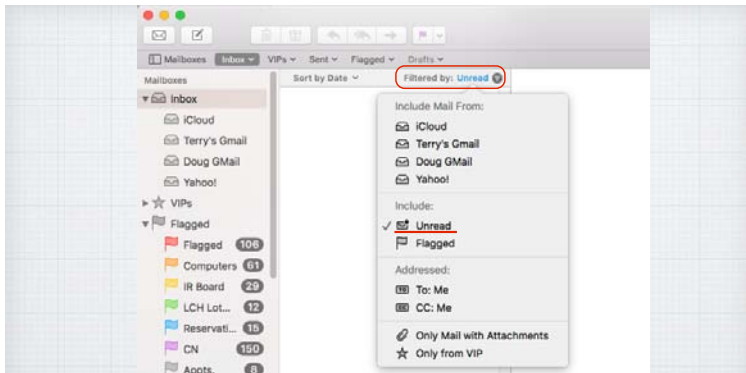 Mailboxes Inbox VIPs Sent Flagged Drafts
Mailboxes
Inbox
iCloud
Terry's Gmail
Doug GMail
Yahoo!
VIPs
Flagged
Flagged 106
Computers 61
IR Board 29
LCH Lot... 12
Reservati... 15
CN 150
Appts. 8
Sort by Date
Filtered by: Unread
Include Mail From:
iCloud
Terry's Gmail
Doug GMail
Yahoo!
Include:
Unread
Flagged
Addressed:
TO To: Me
CC CC: Me
Only Mail with Attachments
Only from VIP